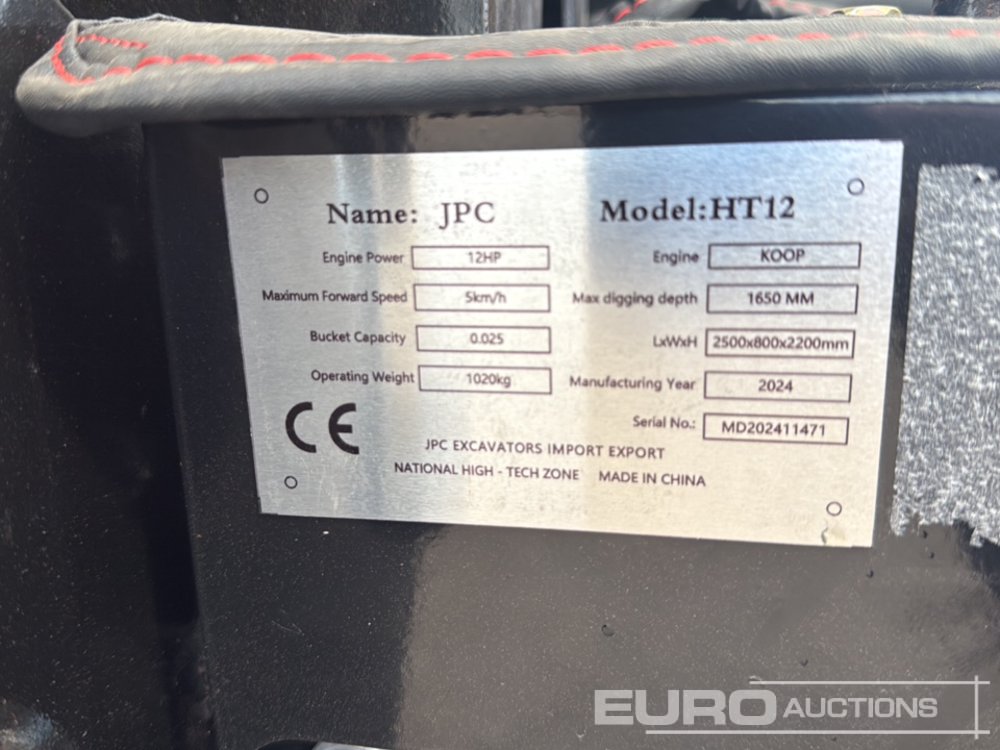 Name: JPC Model:HT12
Engine Power 12HP Engine KOOP
Maximum Forward Speed 5km/h Max digging depth 1650 MM
Bucket Capacity 0.025 LxWxH 2500x800x2200mm
Operating Weight 1020kg Manufacturing Year 2024
Serial No.: MD202411471
CE
JPC EXCAVATORS IMPORT EXPORT
NATIONAL HIGH - TECH ZONE MADE IN CHINA
EURO AUCTIONS